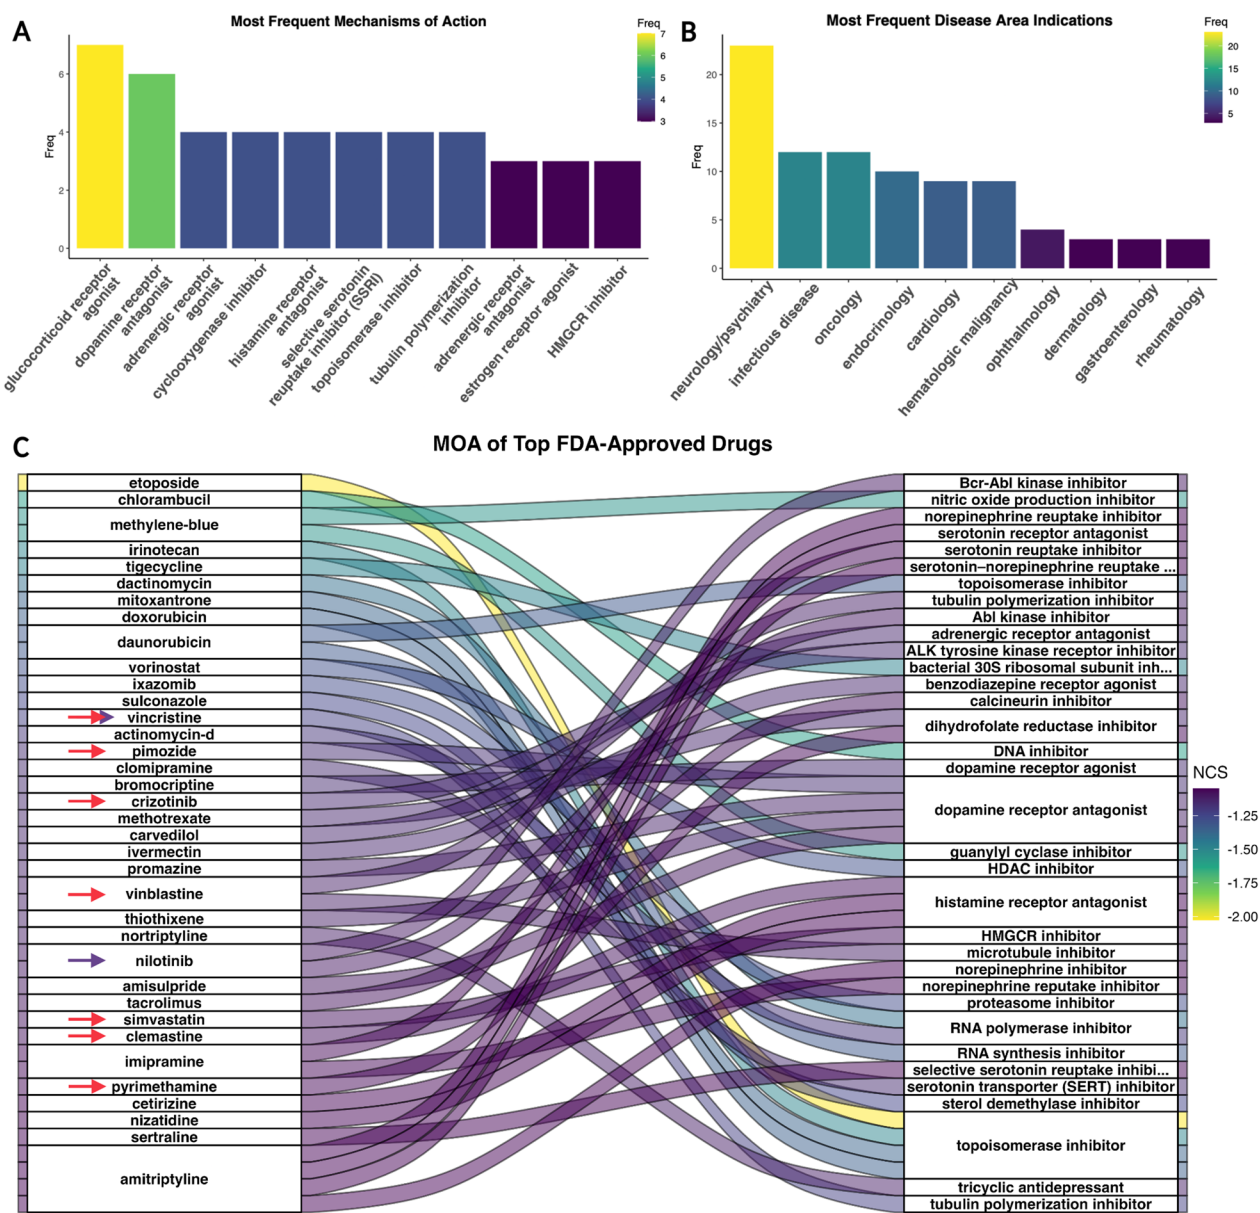 A
Most Frequent Mechanisms of Action
Freq
0
2
4
6
glucocorticoid receptor
agonist
dopamine receptor
antagonist
adrenergic receptor
agonist
cyclooxygenase inhibitor
histamine receptor
antagonist
selective serotonin
reuptake inhibitor (SSRI)
topoisomerase inhibitor
tubulin polymerization
inhibitor
adrenergic receptor
antagonist
estrogen receptor agonist
HMGCR inhibitor
Freq
7
6
5
4
3
B
Most Frequent Disease Area Indications
Freq
0
5
10
15
20
neurology/psychiatry
infectious disease
oncology
endocrinology
cardiology
hematologic malignancy
ophthalmology
dermatology
gastroenterology
rheumatology
Freq
20
15
10
5
C
MOA of Top FDA-Approved Drugs
etoposide
chlorambucil
methylene-blue
irinotecan
tigecycline
dactinomycin
mitoxantrone
doxorubicin
daunorubicin
vorinostat
ixazomib
sulconazole
vincristine
actinomycin-d
pimozide
clomipramine
bromocriptine
crizotinib
methotrexate
carvedilol
ivermectin
promazine
vinblastine
thiothixene
nortriptyline
nilotinib
amisulpride
tacrolimus
simvastatin
clemastine
imipramine
pyrimethamine
cetirizine
nizatidine
sertraline
amitriptyline
Bcr-Abl kinase inhibitor
nitric oxide production inhibitor
norepinephrine reuptake inhibitor
serotonin receptor antagonist
serotonin reuptake inhibitor
serotonin–norepinephrine reuptake ...
topoisomerase inhibitor
tubulin polymerization inhibitor
Abl kinase inhibitor
adrenergic receptor antagonist
ALK tyrosine kinase receptor inhibitor
bacterial 30S ribosomal subunit inh...
benzodiazepine receptor agonist
calcineurin inhibitor
dihydrofolate reductase inhibitor
DNA inhibitor
dopamine receptor agonist
dopamine receptor antagonist
guanylyl cyclase inhibitor
HDAC inhibitor
histamine receptor antagonist
HMGCR inhibitor
microtubule inhibitor
norepinephrine inhibitor
norepinephrine reputake inhibitor
proteasome inhibitor
RNA polymerase inhibitor
RNA synthesis inhibitor
selective serotonin reuptake inhibi...
serotonin transporter (SERT) inhibitor
sterol demethylase inhibitor
topoisomerase inhibitor
tricyclic antidepressant
tubulin polymerization inhibitor
NCS
-1.25
-1.50
-1.75
-2.00